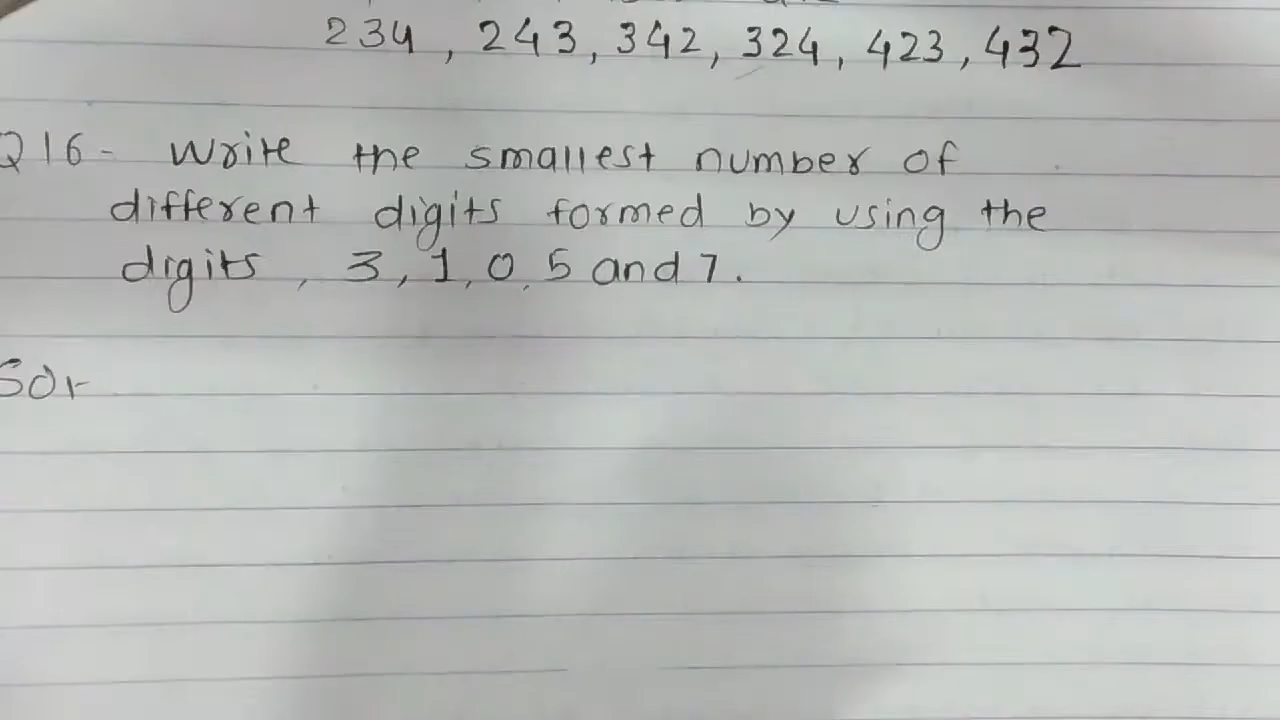 234, 243, 342, 324, 423, 432
Q16- Write the smallest number of
different digits formed by using the
digits, 3, 1, 0, 5 and 7.
Sol-